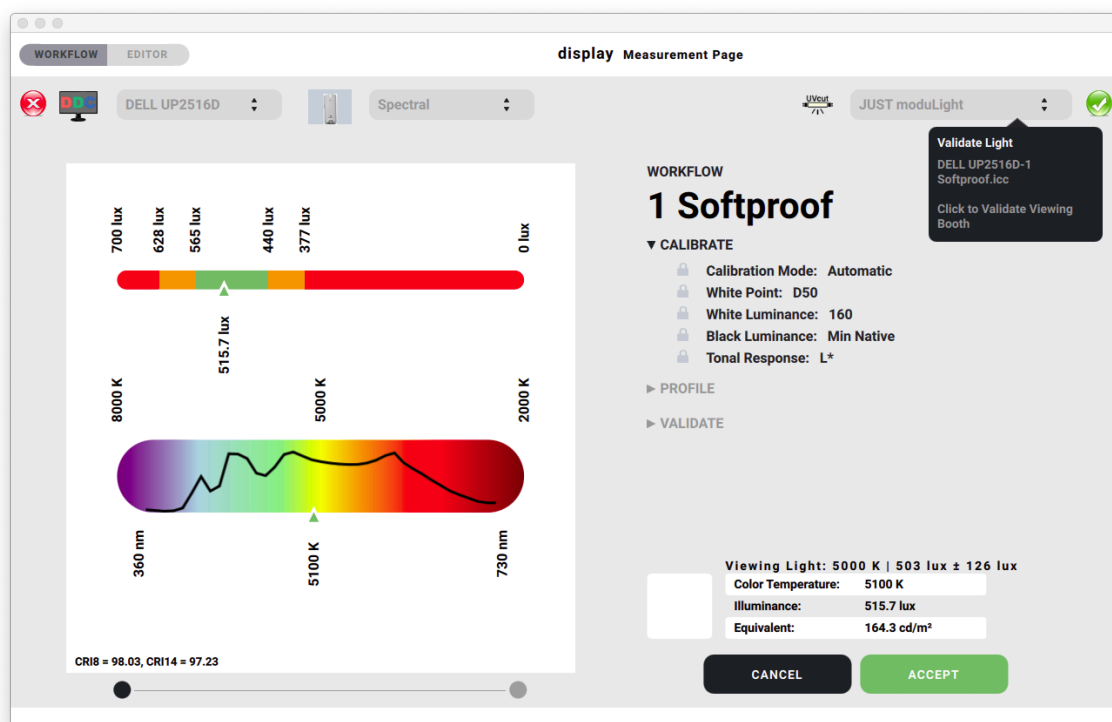 WORKFLOW
EDITOR
display Measurement Page
DDC
DELL UP2516D
Spectral
UVcut
JUST moduLight
Validate Light
DELL UP2516D-1
Softproof.icc
Click to Validate Viewing
Booth
WORKFLOW
1 Softproof
▼ CALIBRATE
Calibration Mode: Automatic
White Point: D50
White Luminance: 160
Black Luminance: Min Native
Tonal Response: L*
▶ PROFILE
▶ VALIDATE
700 lux
628 lux
565 lux
440 lux
377 lux
0 lux
515.7 lux
8000 K
5000 K
2000 K
360 nm
5100 K
730 nm
CRI8 = 98.03, CRI14 = 97.23
Viewing Light: 5000 K | 503 lux ± 126 lux
Color Temperature: 5100 K
Illuminance: 515.7 lux
Equivalent: 164.3 cd/m²
CANCEL
ACCEPT